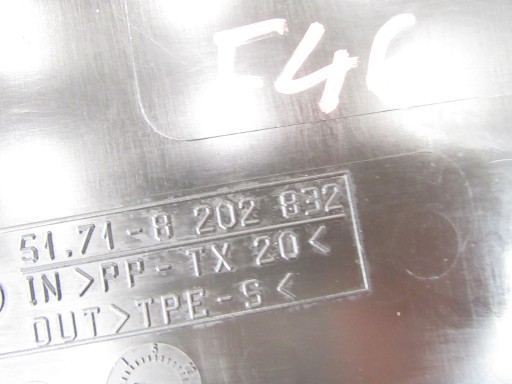 E46
51.71-8 202 832
IN >PP-TX 20<
OUT>TPE-S<